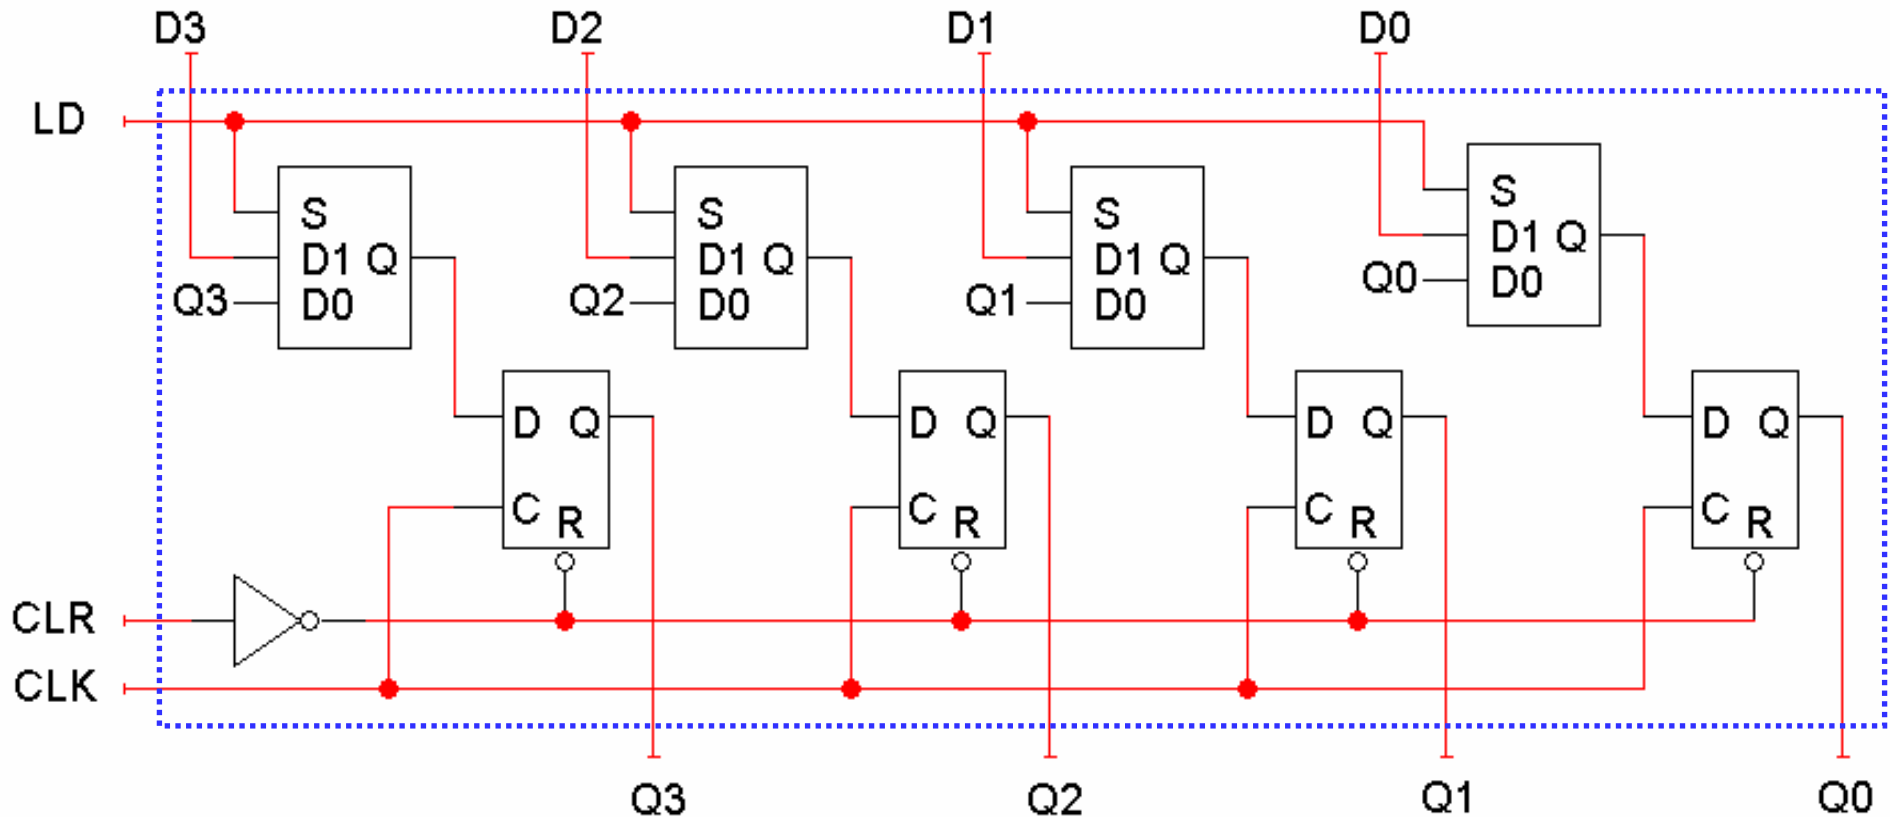 D3 D2 D1 D0
LD
S S S S
D1 Q D1 Q D1 Q D1 Q
Q3 D0 Q2 D0 Q1 D0 Q0 D0
D Q D Q D Q D Q
C R C R C R C R
CLR
CLK
Q3 Q2 Q1 Q0